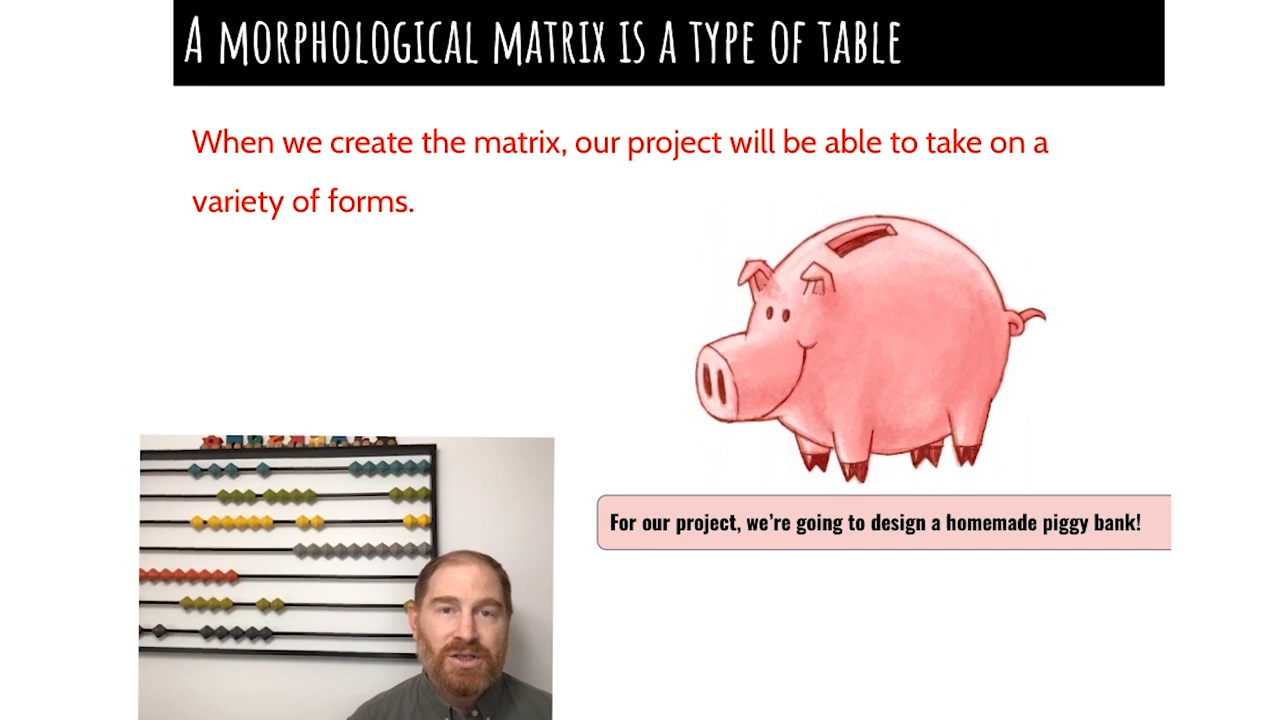 A MORPHOLOGICAL MATRIX IS A TYPE OF TABLE
When we create the matrix, our project will be able to take on a
variety of forms.
For our project, we're going to design a homemade piggy bank!